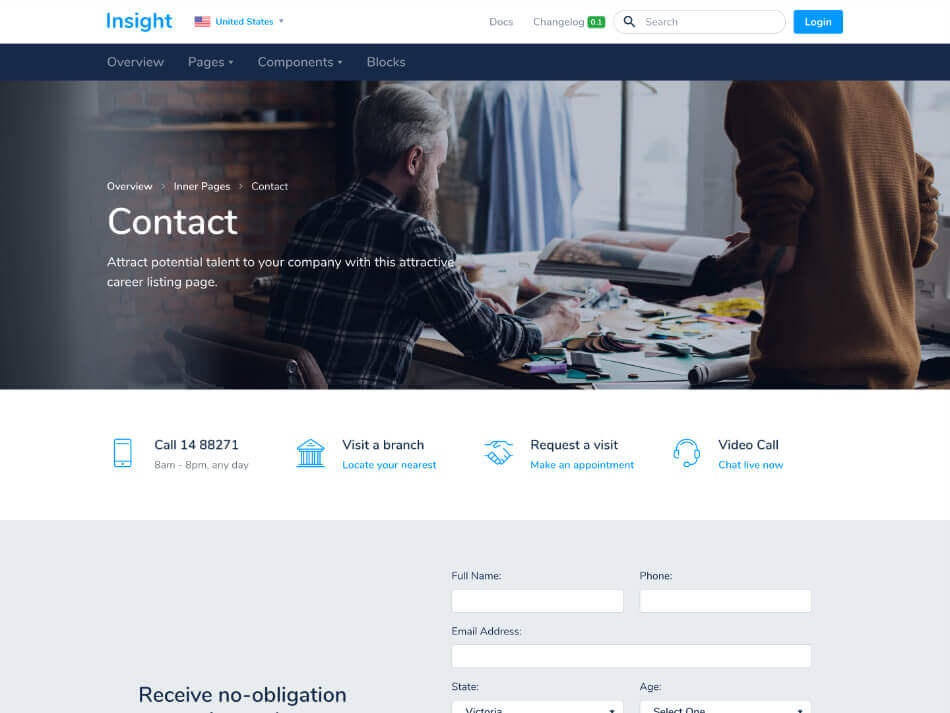 Insight
United States
Docs
Changelog 0.1
Search
Login
Overview
Pages
Components
Blocks
Overview > Inner Pages > Contact
Contact
Attract potential talent to your company with this attractive
career listing page.
Call 14 88271
8am - 8pm, any day
Visit a branch
Locate your nearest
Request a visit
Make an appointment
Video Call
Chat live now
Full Name:
Phone:
Email Address:
Receive no-obligation
State:
Age:
Victoria
Select One